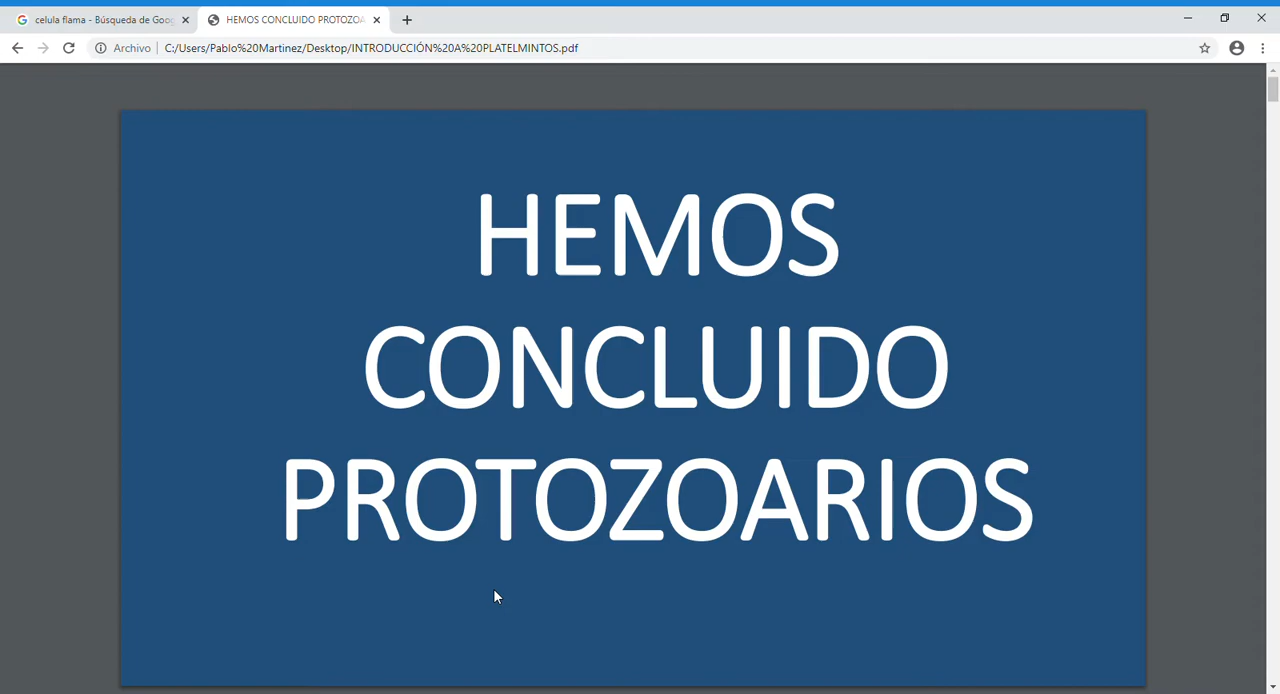 celula flama - Búsqueda de Goog
HEMOS CONCLUIDO PROTOZOA
Archivo
C:/Users/Pablo%20Martinez/Desktop/INTRODUCCIÓN%20A%20PLATELMINTOS.pdf
HEMOS
CONCLUIDO
PROTOZOARIOS